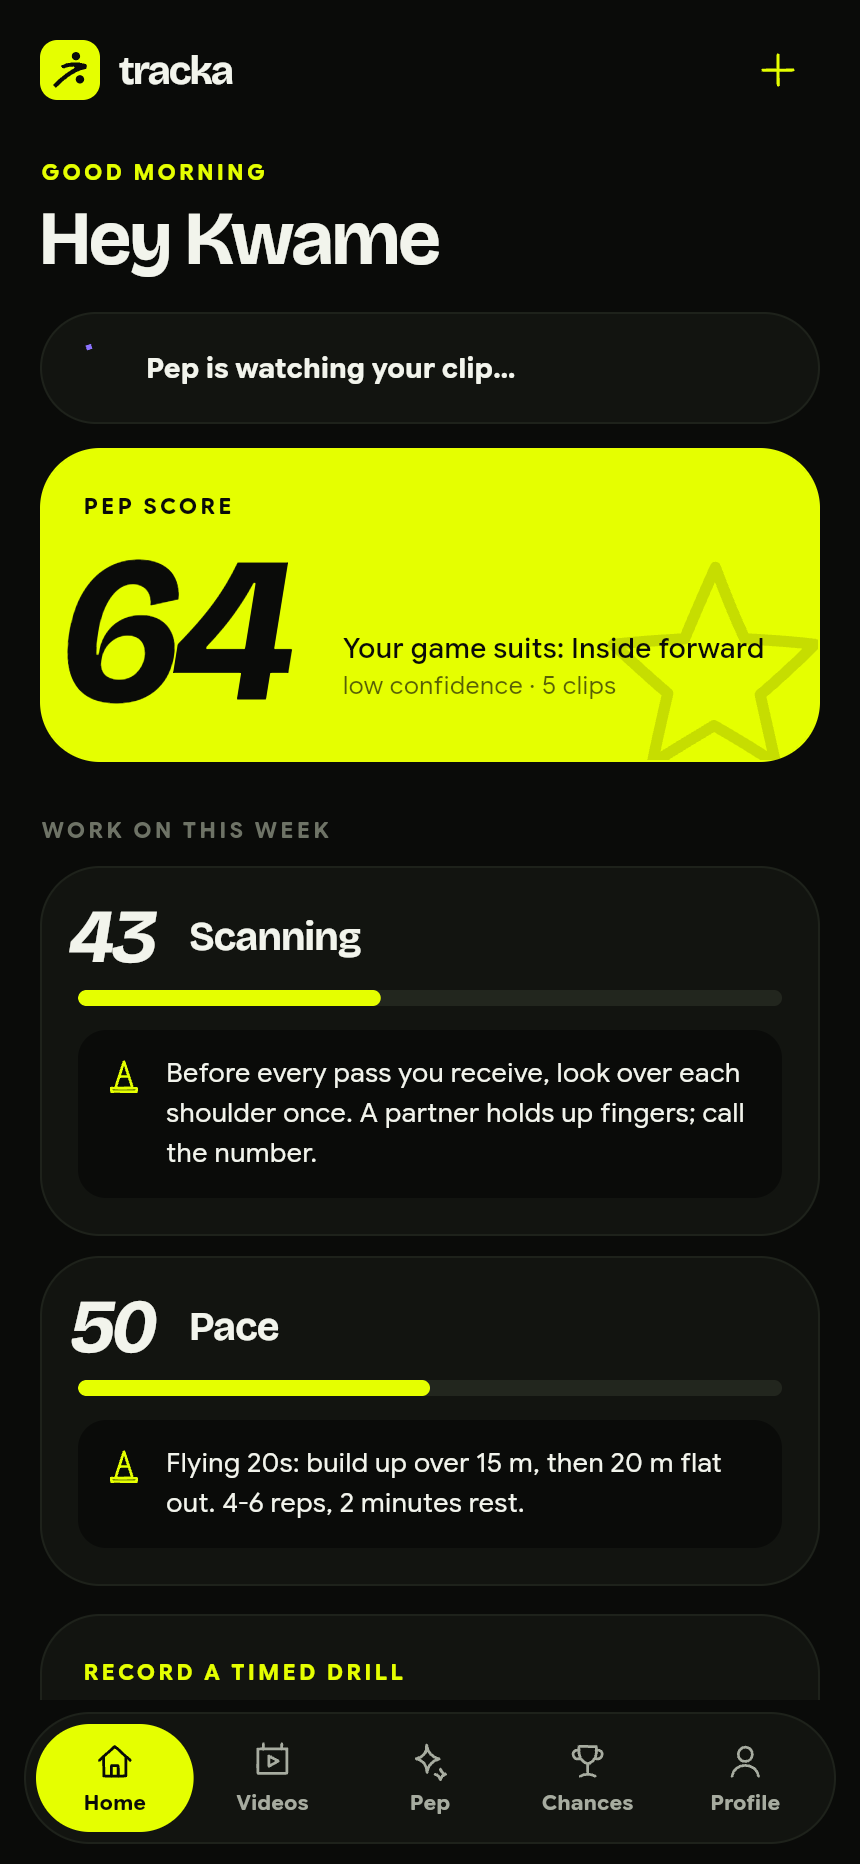 tracka
GOOD MORNING
Hey Kwame
Pep is watching your clip...
PEP SCORE
64
Your game suits: Inside forward
low confidence · 5 clips
WORK ON THIS WEEK
43 Scanning
Before every pass you receive, look over each
shoulder once. A partner holds up fingers; call
the number.
50 Pace
Flying 20s: build up over 15 m, then 20 m flat
out. 4-6 reps, 2 minutes rest.
RECORD A TIMED DRILL
Home Videos Pep Chances Profile